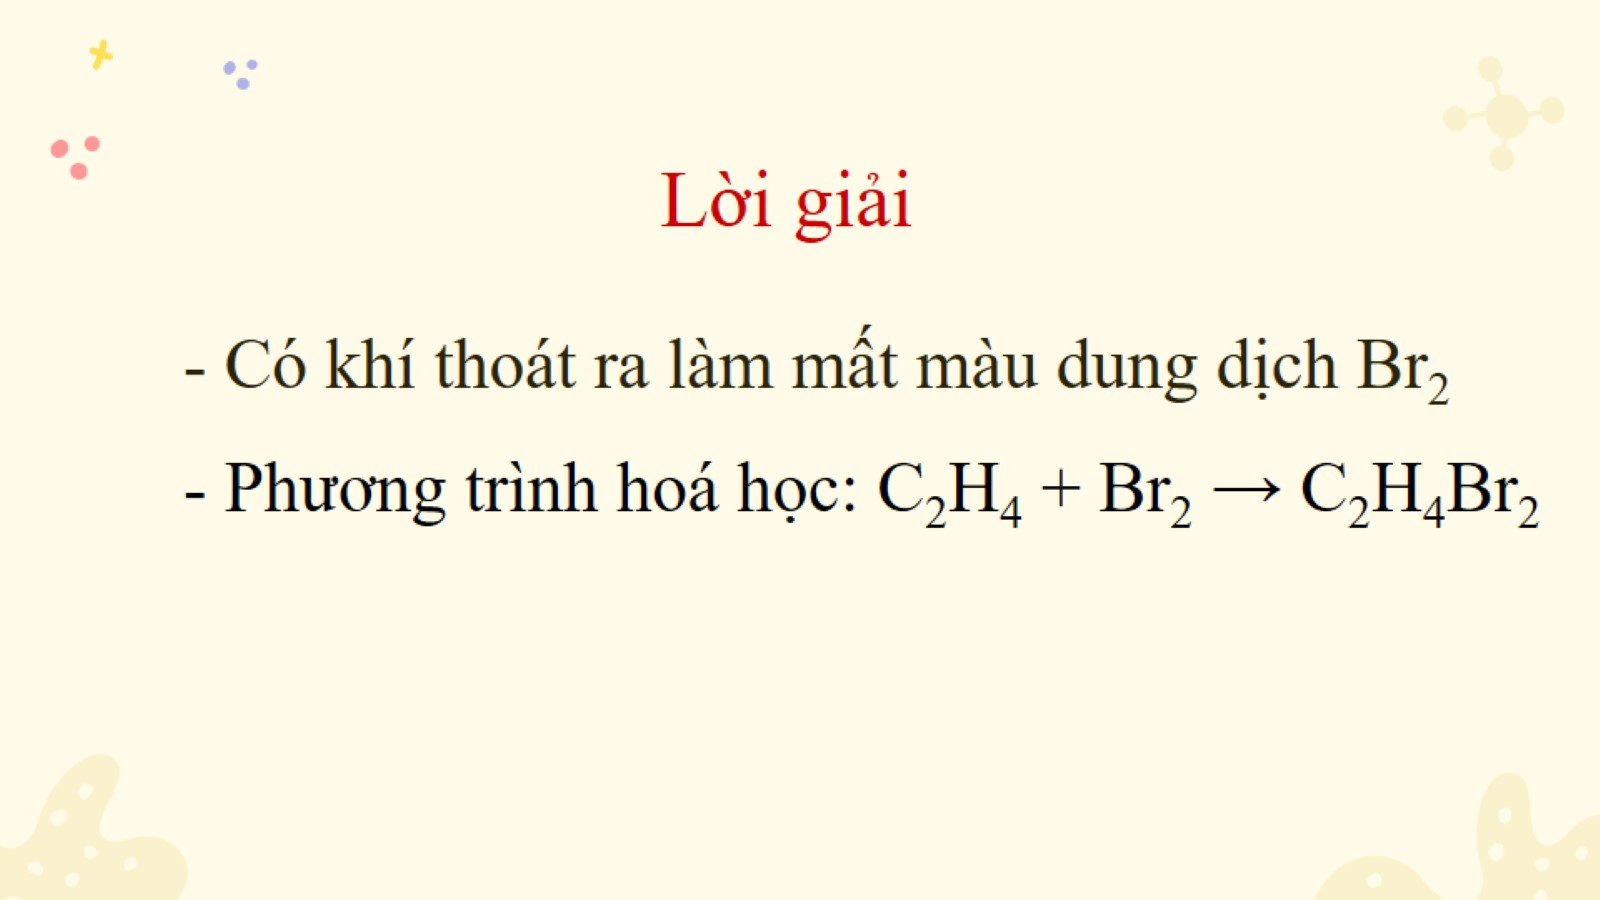 Lời giải
- Có khí thoát ra làm mất màu dung dịch Br₂
- Phương trình hoá học: C₂H₄ + Br₂ → C₂H₄Br₂